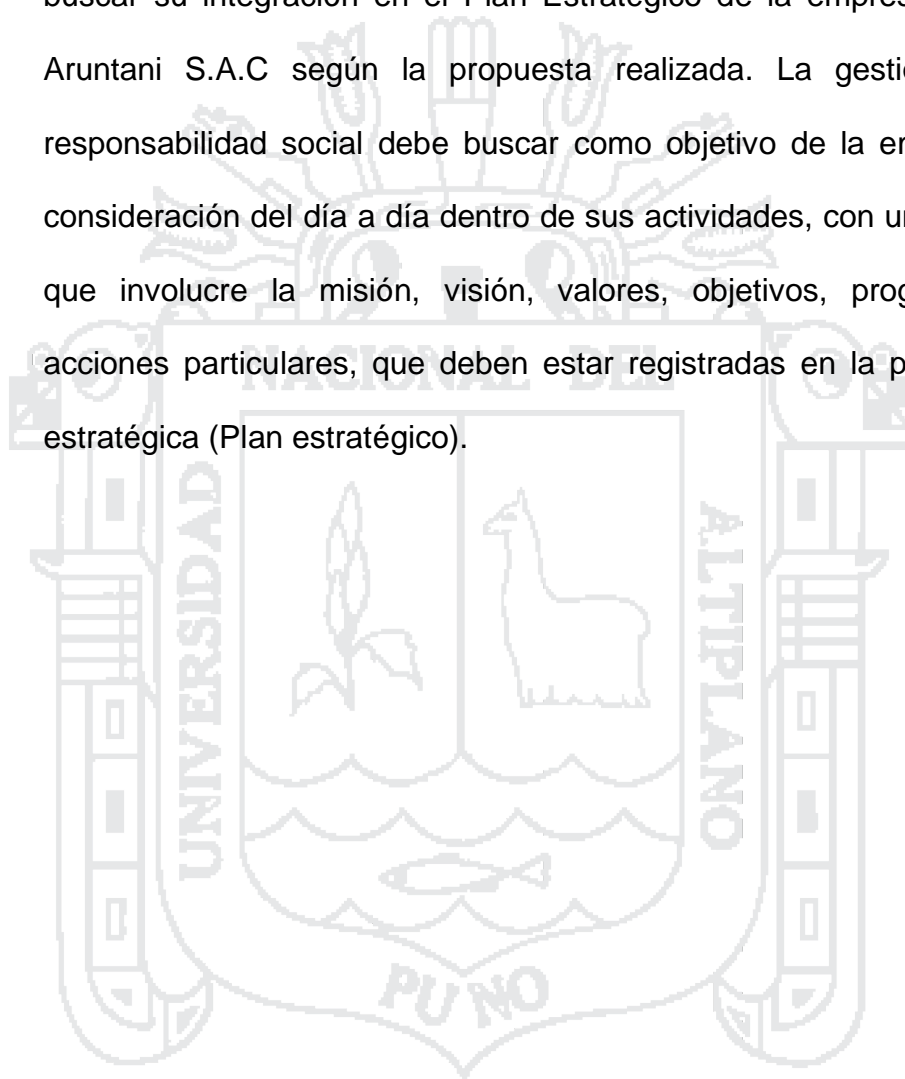 buscar su integración en el Plan Estratégico de la
Aruntani S.A.C según la propuesta realizada. La
responsabilidad social debe buscar como objetivo de la
consideración del día a día dentro de sus actividades, con
que involucre la misión, visión, valores, objetivos,
acciones particulares, que deben estar registradas en la
estratégica (Plan estratégico).
NACIONAL DEL
UNIVERSIDAD
ALTIPLANO
PUNO